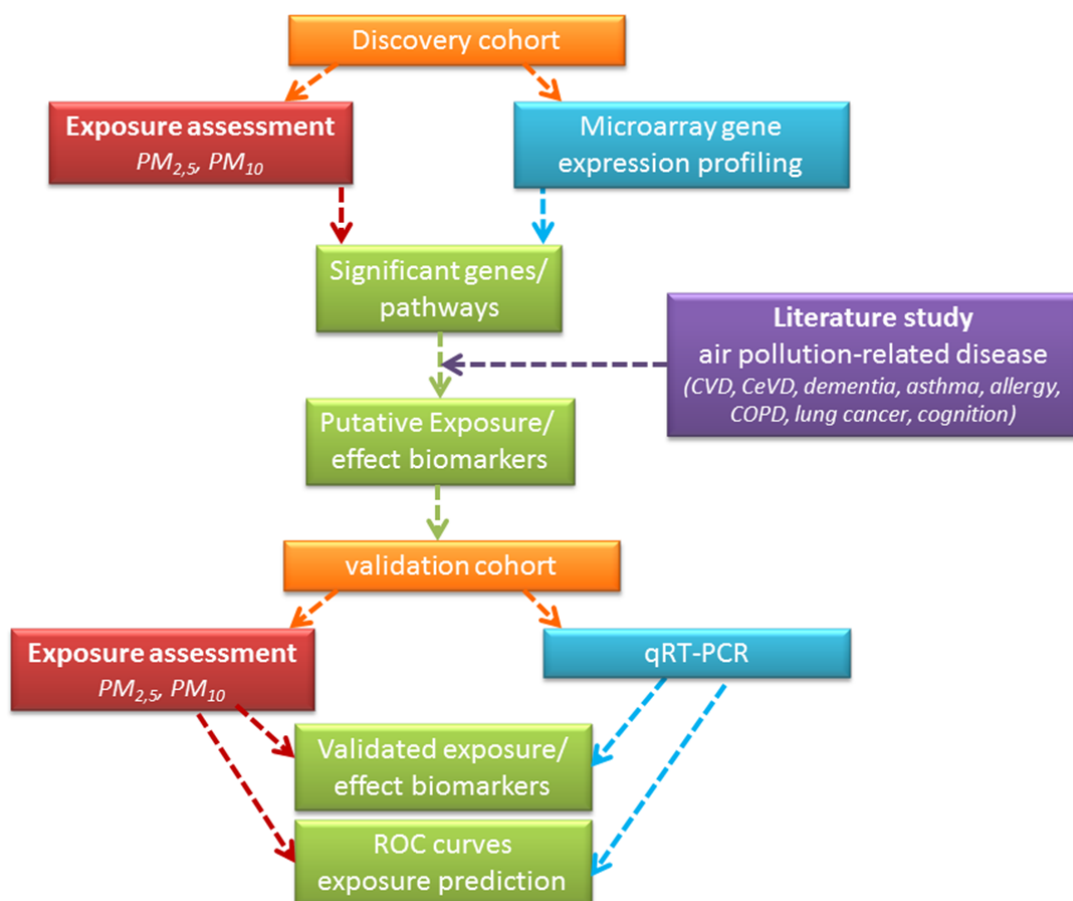 Discovery cohort
Exposure assessment
PM2,5, PM10
Microarray gene
expression profiling
Significant genes/
pathways
Literature study
air pollution-related disease
(CVD, CeVD, dementia, asthma, allergy,
COPD, lung cancer, cognition)
Putative Exposure/
effect biomarkers
validation cohort
Exposure assessment
PM2,5, PM10
qRT-PCR
Validated exposure/
effect biomarkers
ROC curves
exposure prediction